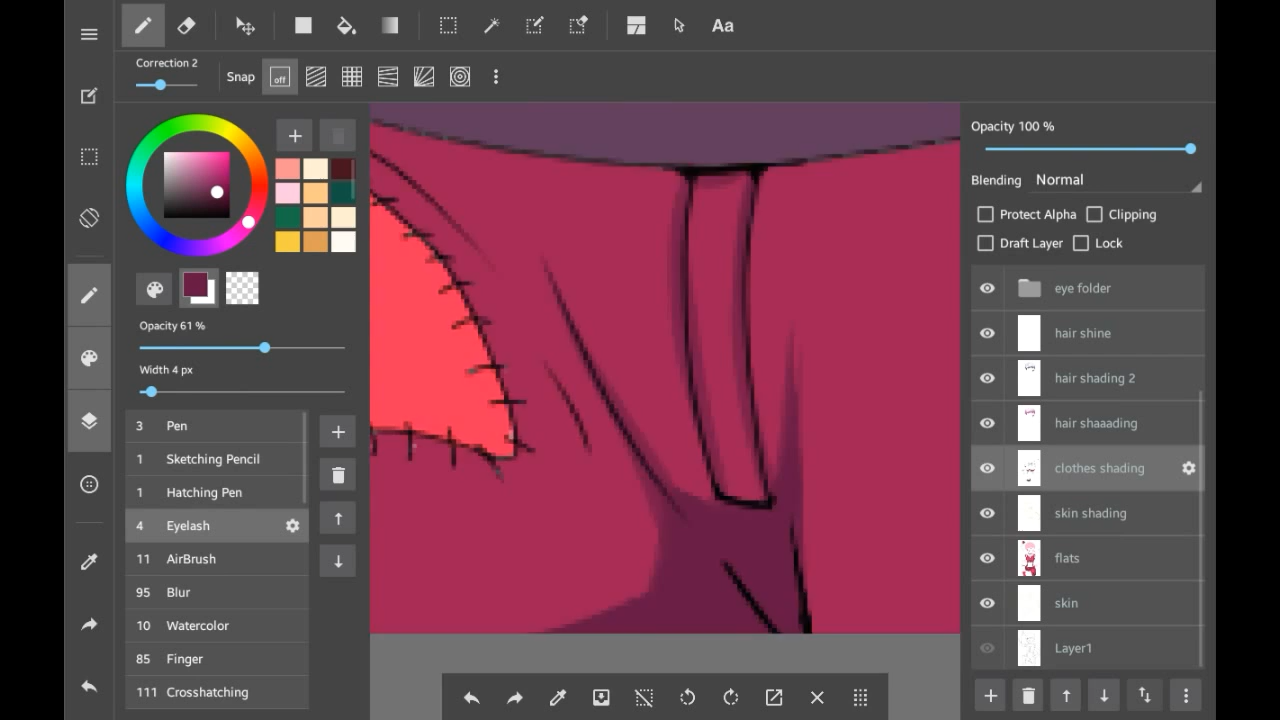 Aa
Correction 2
Snap
off
Opacity 100 %
Blending Normal
Protect Alpha Clipping
Draft Layer Lock
Opacity 61 %
Width 4 px
3 Pen
1 Sketching Pencil
1 Hatching Pen
4 Eyelash
11 AirBrush
95 Blur
10 Watercolor
85 Finger
111 Crosshatching
eye folder
hair shine
hair shading 2
hair shaaading
clothes shading
skin shading
flats
skin
Layer1